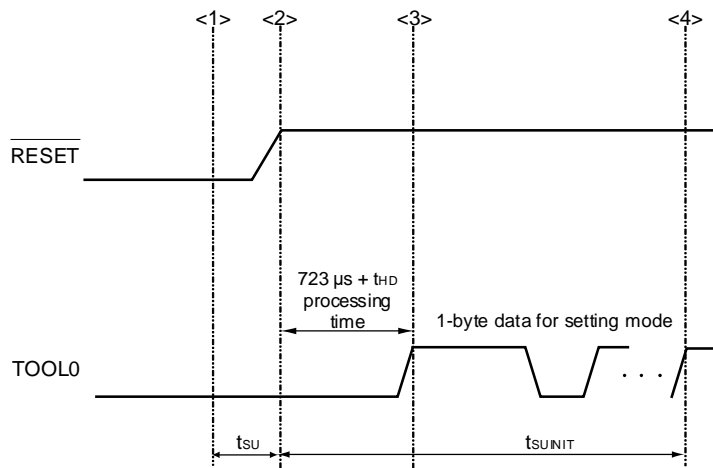 <1> <2> <3> <4>
RESET
723 µs + tHD
processing
time
1-byte data for setting mode
TOOL0
. . .
tSU
tSUINIT